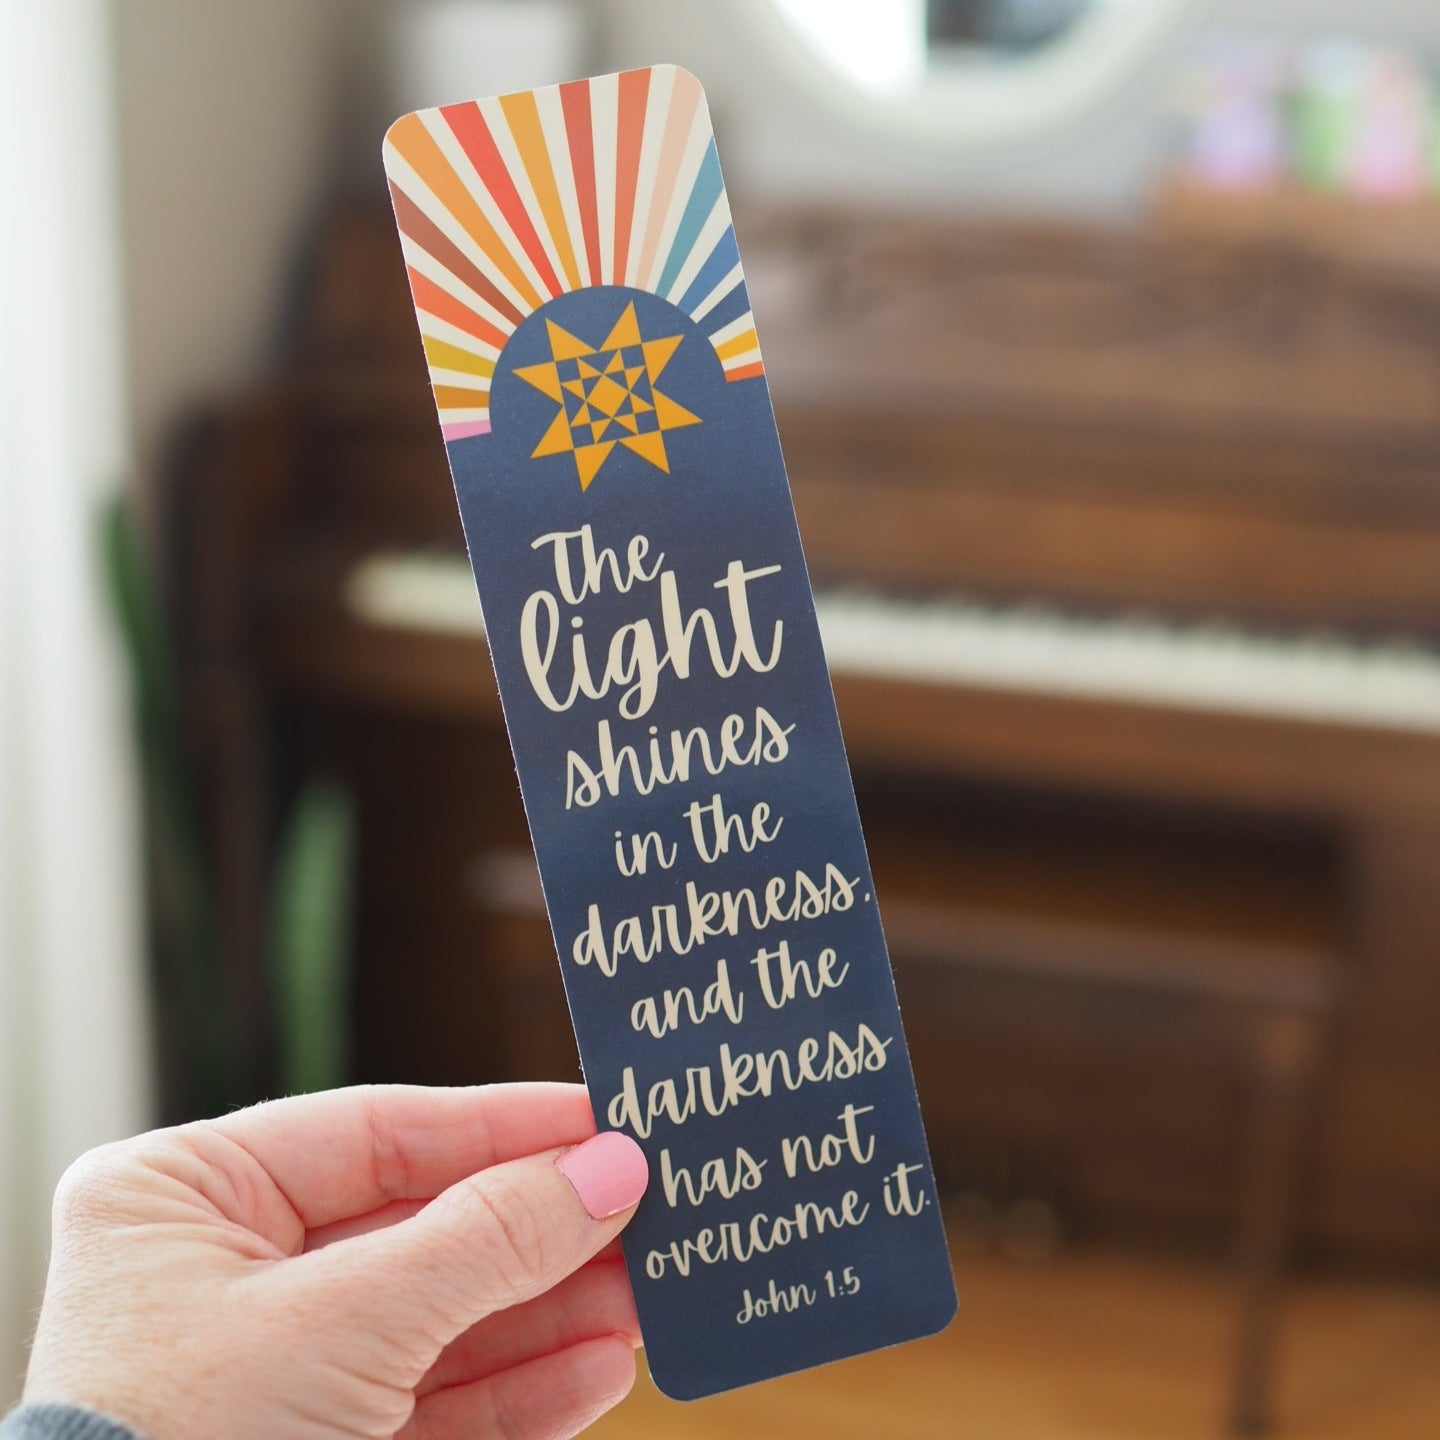 The
light
shines
in the
darkness,
and the
darkness
has not
overcome it.
John 1:5